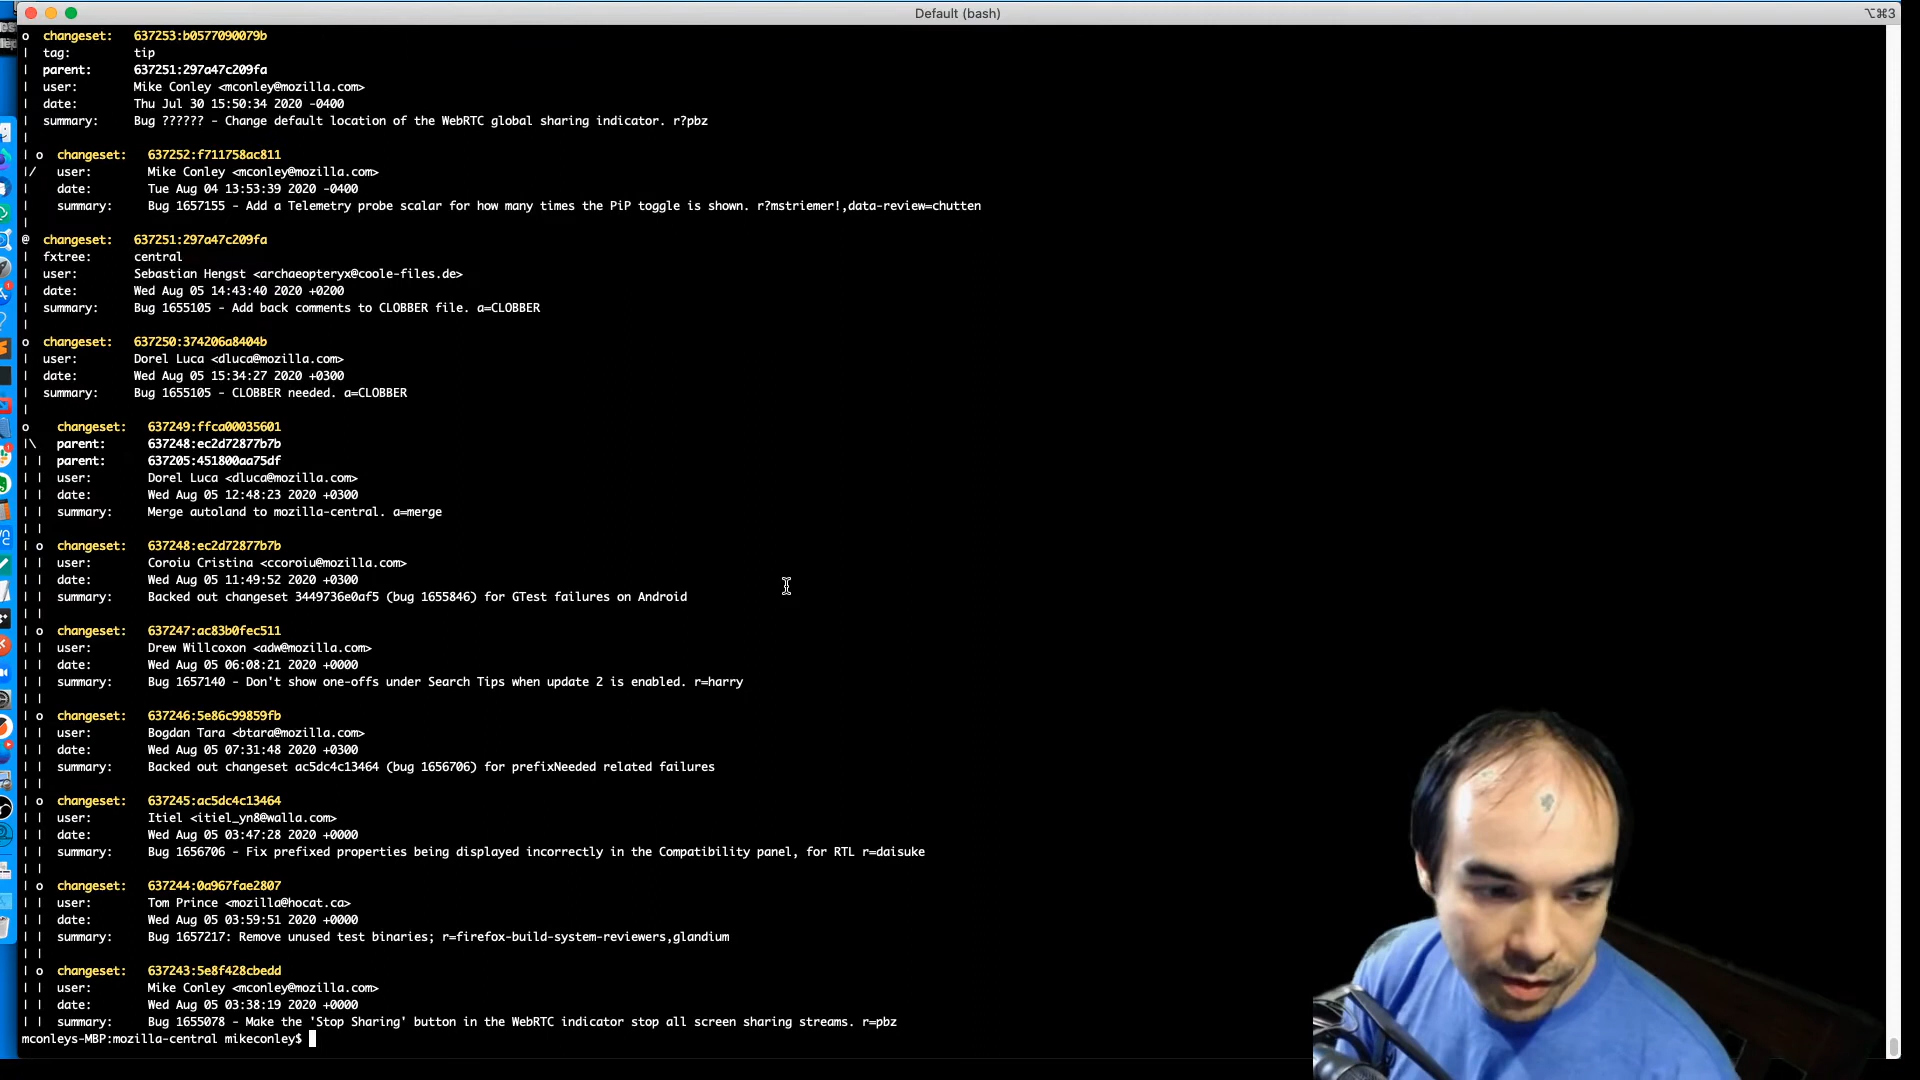 Default (bash)
⌥⌘3
o changeset: 637253:b0577090079b
| tag: tip
| parent: 637251:297a47c209fa
| user: Mike Conley <mconley@mozilla.com>
| date: Thu Jul 30 15:50:34 2020 -0400
| summary: Bug ?????? - Change default location of the WebRTC global sharing indicator. r?pbz
|
| o changeset: 637252:f711758ac811
|/ user: Mike Conley <mconley@mozilla.com>
| date: Tue Aug 04 13:53:39 2020 -0400
| summary: Bug 1657155 - Add a Telemetry probe scalar for how many times the PiP toggle is shown. r?mstriemer!,data-review=chutten
|
@ changeset: 637251:297a47c209fa
| fxtree: central
| user: Sebastian Hengst <archaeopteryx@coole-files.de>
| date: Wed Aug 05 14:43:40 2020 +0200
| summary: Bug 1655105 - Add back comments to CLOBBER file. a=CLOBBER
|
o changeset: 637250:374206a8404b
| user: Dorel Luca <dluca@mozilla.com>
| date: Wed Aug 05 15:34:27 2020 +0300
| summary: Bug 1655105 - CLOBBER needed. a=CLOBBER
|
o changeset: 637249:ffca00035601
|\ parent: 637248:ec2d72877b7b
| | parent: 637205:451800aa75df
| | user: Dorel Luca <dluca@mozilla.com>
| | date: Wed Aug 05 12:48:23 2020 +0300
| | summary: Merge autoland to mozilla-central. a=merge
| |
| o changeset: 637248:ec2d72877b7b
| | user: Coroiu Cristina <ccoroiu@mozilla.com>
| | date: Wed Aug 05 11:49:52 2020 +0300
| | summary: Backed out changeset 3449736e0af5 (bug 1655846) for GTest failures on Android
| |
| o changeset: 637247:ac83b0fec511
| | user: Drew Willcoxon <adw@mozilla.com>
| | date: Wed Aug 05 06:08:21 2020 +0000
| | summary: Bug 1657140 - Don't show one-offs under Search Tips when update 2 is enabled. r=harry
| |
| o changeset: 637246:5e86c99859fb
| | user: Bogdan Tara <btara@mozilla.com>
| | date: Wed Aug 05 07:31:48 2020 +0300
| | summary: Backed out changeset ac5dc4c13464 (bug 1656706) for prefixNeeded related failures
| |
| o changeset: 637245:ac5dc4c13464
| | user: Itiel <itiel_yn8@walla.com>
| | date: Wed Aug 05 03:47:28 2020 +0000
| | summary: Bug 1656706 - Fix prefixed properties being displayed incorrectly in the Compatibility panel, for RTL r=daisuke
| |
| o changeset: 637244:0a967fae2807
| | user: Tom Prince <mozilla@hocat.ca>
| | date: Wed Aug 05 03:59:51 2020 +0000
| | summary: Bug 1657217: Remove unused test binaries; r=firefox-build-system-reviewers,glandium
| |
| o changeset: 637243:5e8f428cbedd
| | user: Mike Conley <mconley@mozilla.com>
| | date: Wed Aug 05 03:38:19 2020 +0000
| | summary: Bug 1655078 - Make the 'Stop Sharing' button in the WebRTC indicator stop all screen sharing streams. r=pbz
mconleys-MBP:mozilla-central mikeconley$